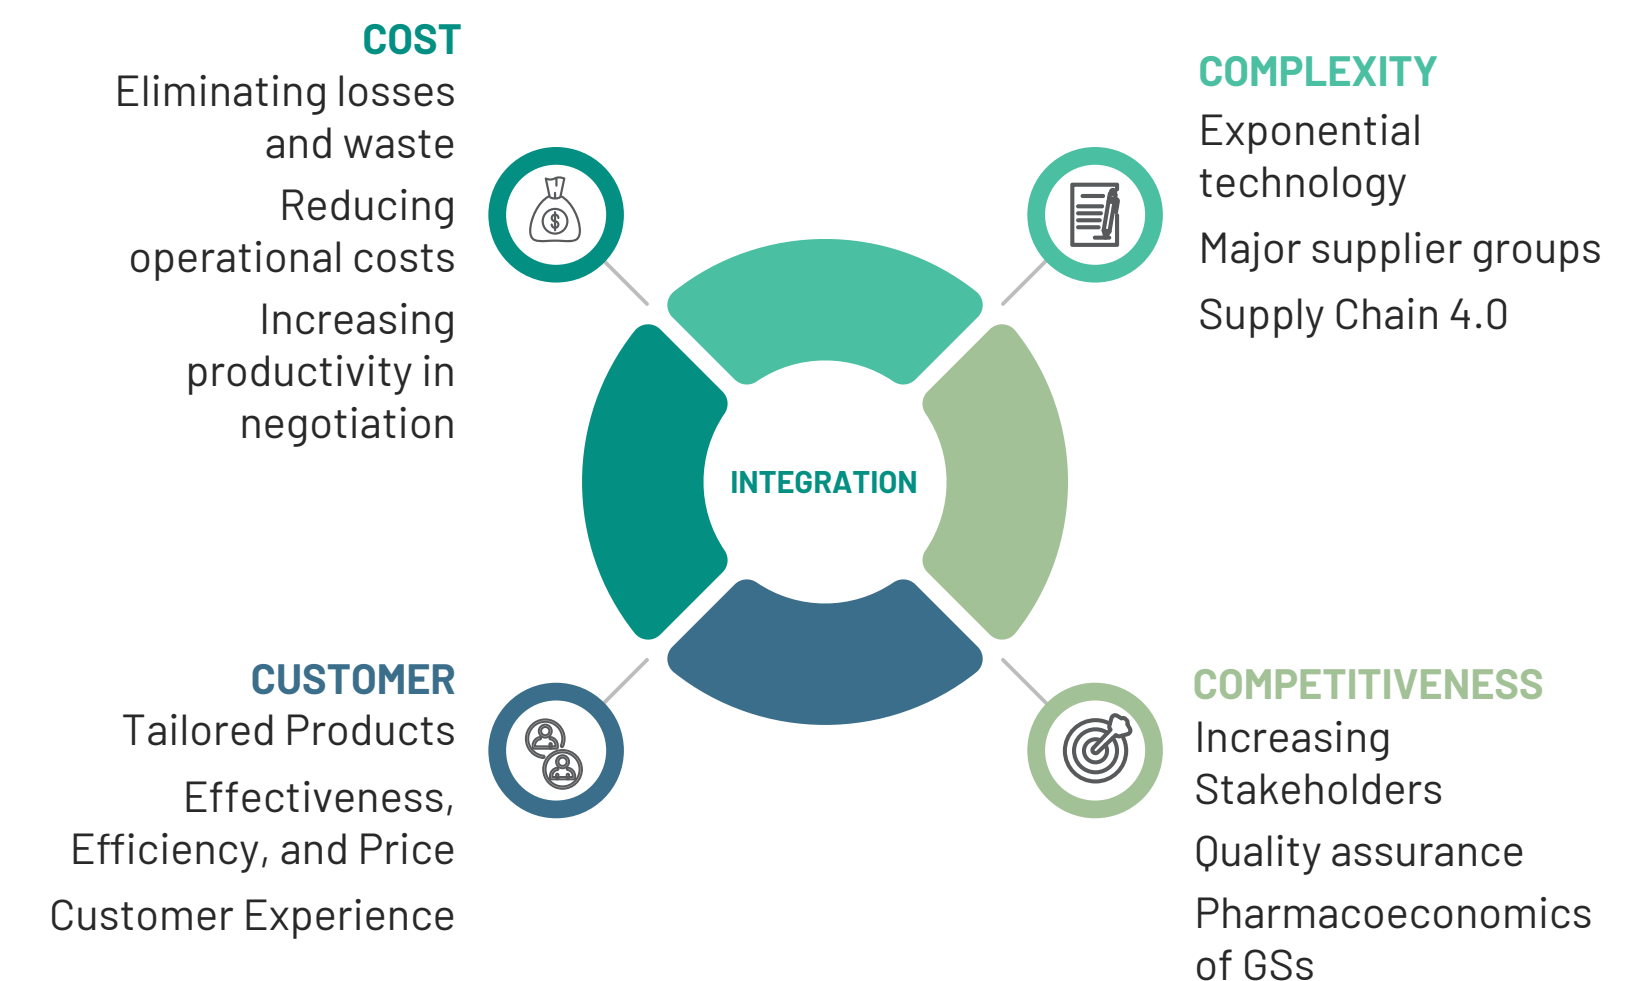 COST
Eliminating losses
and waste
Reducing
operational costs
Increasing
productivity in
negotiation
COMPLEXITY
Exponential
technology
Major supplier groups
Supply Chain 4.0
INTEGRATION
CUSTOMER
Tailored Products
Effectiveness,
Efficiency, and Price
Customer Experience
COMPETITIVENESS
Increasing
Stakeholders
Quality assurance
Pharmacoeconomics
of GSs
$